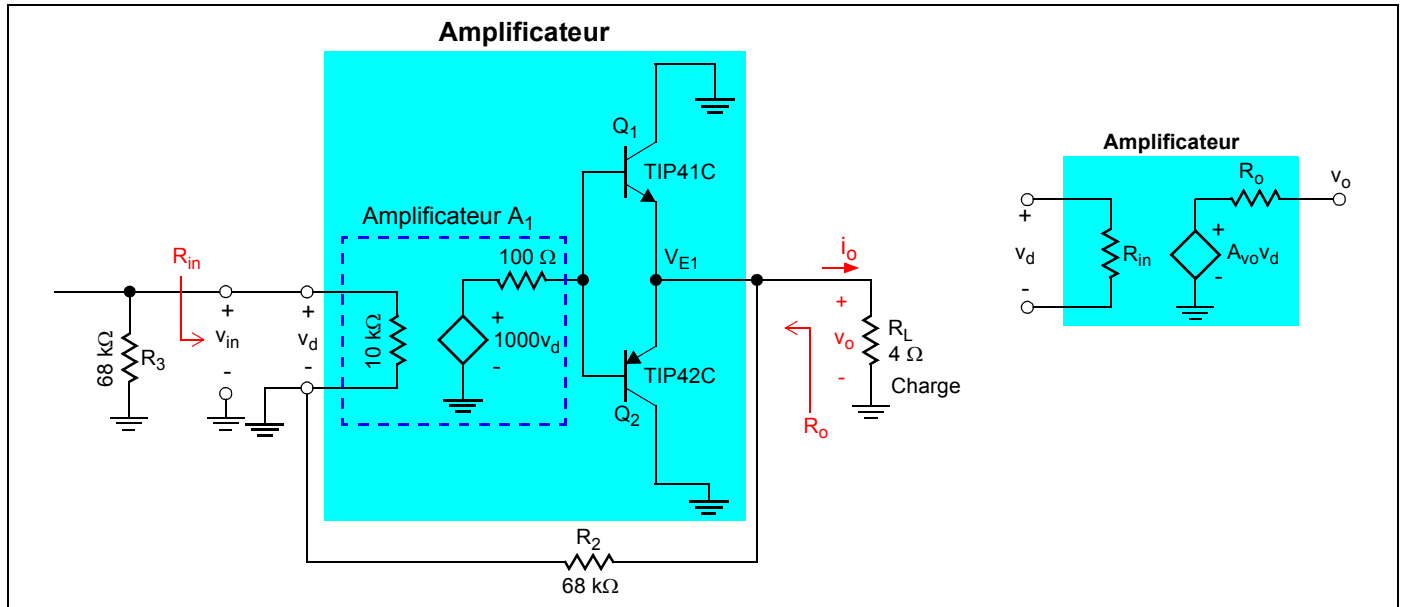 Amplificateur
Q1
TIP41C
Amplificateur A1
100 Ω
VE1
io
Rin
+
vin
-
+
vd
-
10 kΩ
+
1000vd
-
68 kΩ
R3
TIP42C
Q2
+
vo
-
RL
4 Ω
Charge
Ro
R2
68 kΩ
Amplificateur
Ro
vo
+
vd
-
Rin
+
Avovd
-